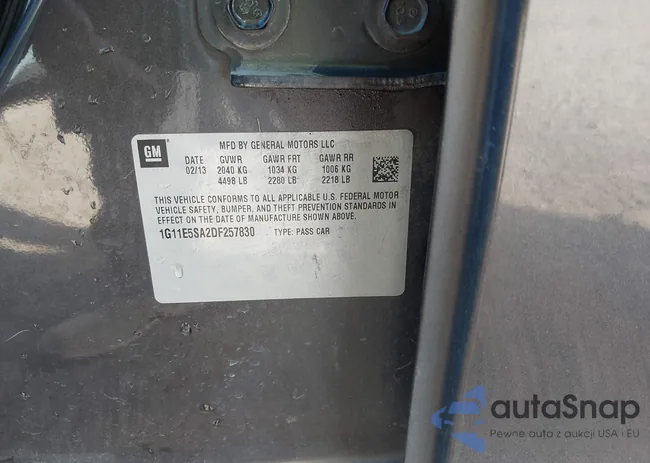 GM
MFD BY GENERAL MOTORS LLC
DATE GVWR GAWR FRT GAWR RR
02/13 2040 KG 1034 KG 1006 KG
4498 LB 2280 LB 2218 LB
THIS VEHICLE CONFORMS TO ALL APPLICABLE U.S. FEDERAL MOTOR
VEHICLE SAFETY, BUMPER, AND THEFT PREVENTION STANDARDS IN
EFFECT ON THE DATE OF MANUFACTURE SHOWN ABOVE.
1G11E5SA2DF257830 TYPE: PASS CAR
autaSnap
Pewne auta z aukcji USA i EU